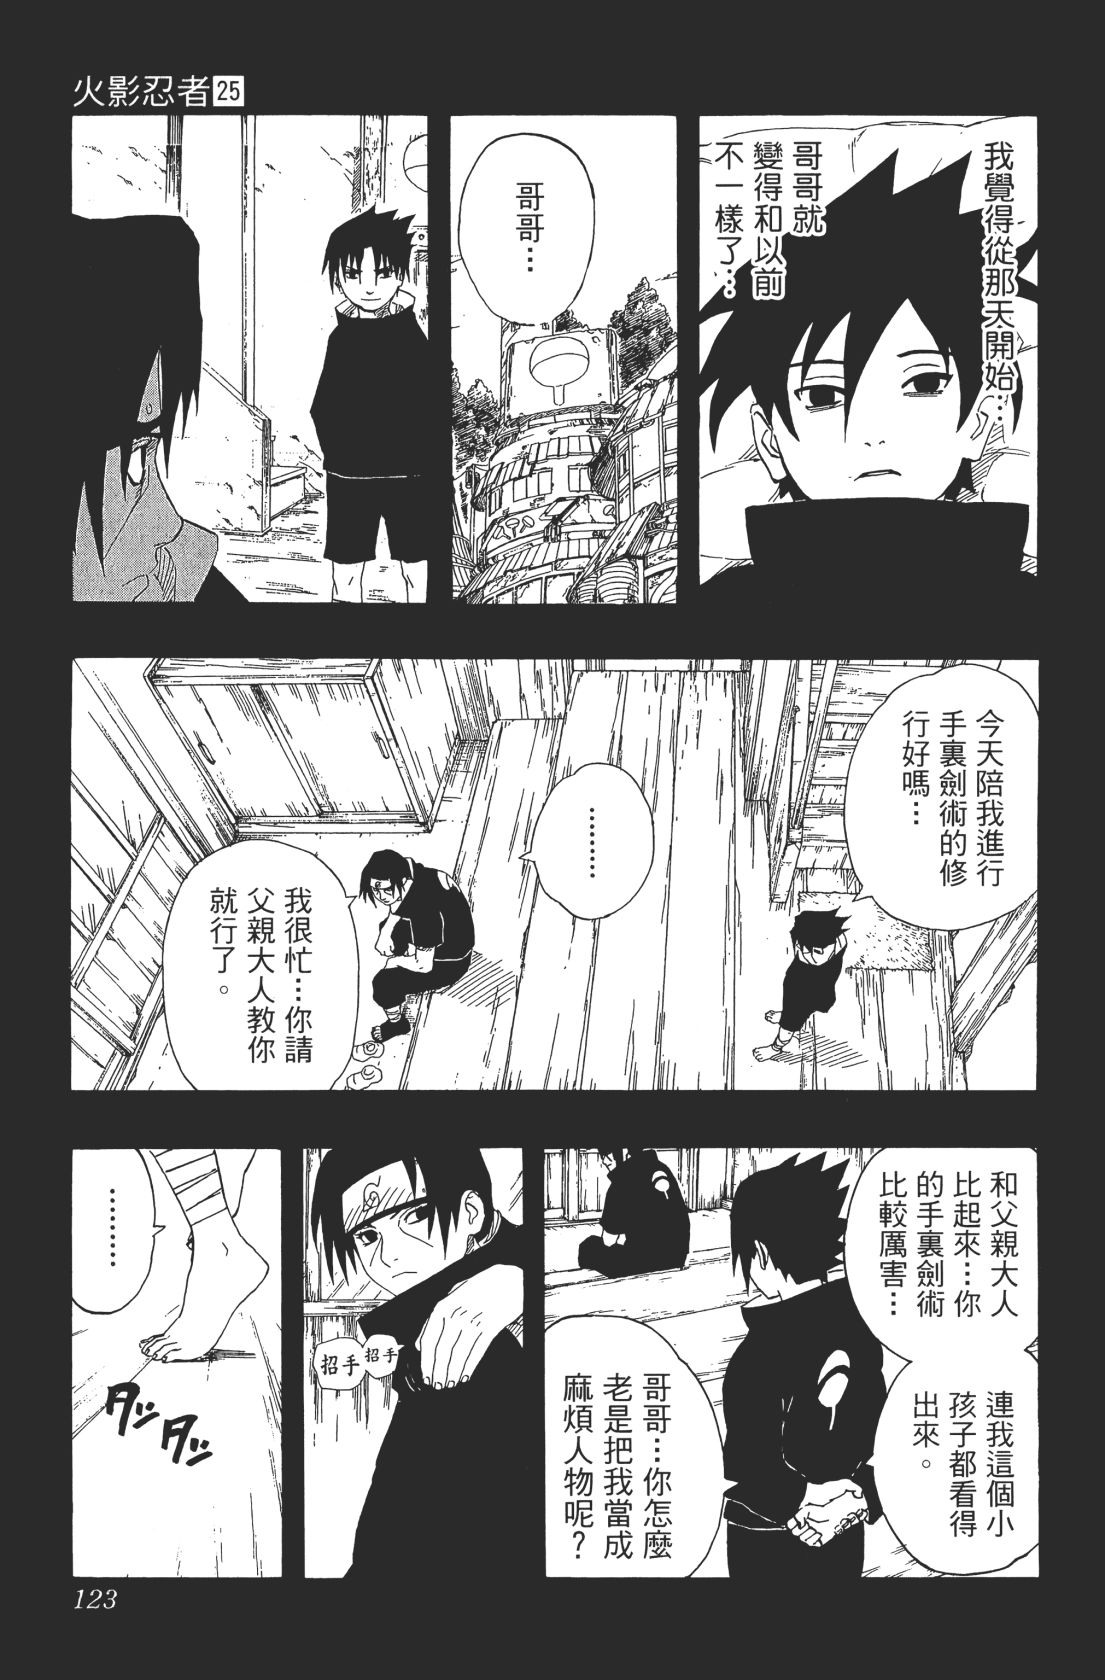 火影忍者25
我覺得從那天開始…
哥哥就
變得和以前
不一樣了…
哥哥…
今天陪我進行
手裏劍術的修
行好嗎…
………
我很忙…你請
父親大人教你
就行了。
和父親大人
比起來…你
的手裏劍術
比較厲害…
連我這個小
孩子都看得
出來。
哥哥…你怎麼
老是把我當成
麻煩人物呢？
招手
招手
………
タッ
タッ
123